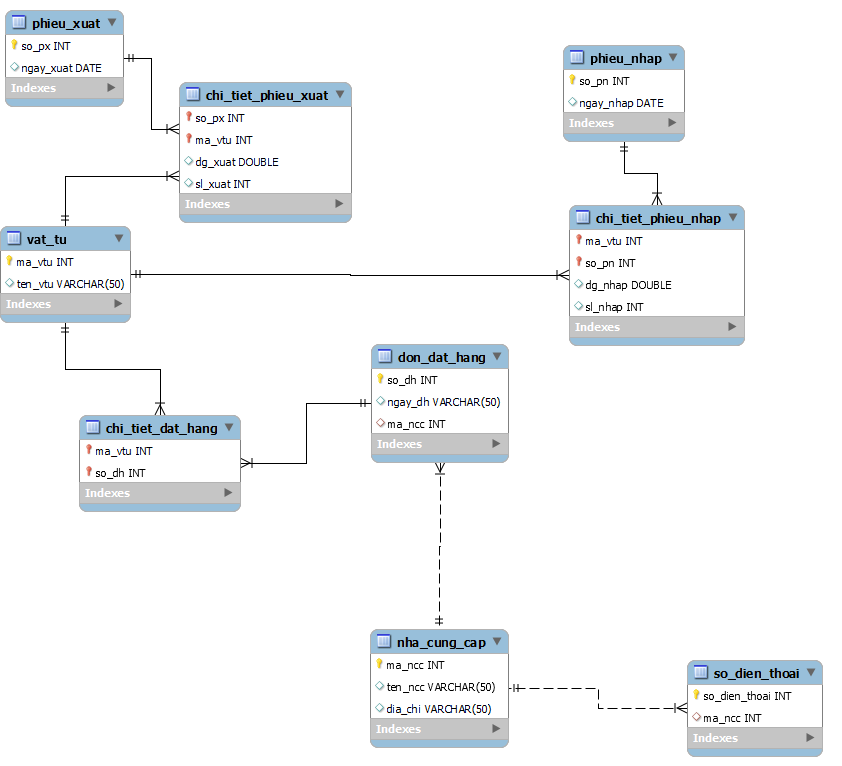 phieu_xuat
so_px INT
ngay_xuat DATE
Indexes
chi_tiet_phieu_xuat
so_px INT
ma_vtu INT
dg_xuat DOUBLE
sl_xuat INT
Indexes
phieu_nhap
so_pn INT
ngay_nhap DATE
Indexes
chi_tiet_phieu_nhap
ma_vtu INT
so_pn INT
dg_nhap DOUBLE
sl_nhap INT
Indexes
vat_tu
ma_vtu INT
ten_vtu VARCHAR(50)
Indexes
don_dat_hang
so_dh INT
ngay_dh VARCHAR(50)
ma_ncc INT
Indexes
chi_tiet_dat_hang
ma_vtu INT
so_dh INT
Indexes
nha_cung_cap
ma_ncc INT
ten_ncc VARCHAR(50)
dia_chi VARCHAR(50)
Indexes
so_dien_thoai
so_dien_thoai INT
ma_ncc INT
Indexes